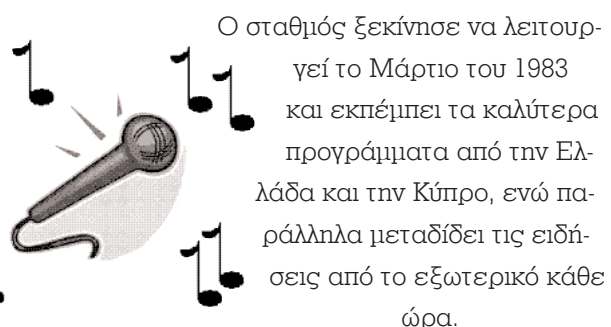 Ο σταθμός ξεκίνησε να λειτουρ-
γεί το Μάρτιο του 1983
και εκπέμπει τα καλύτερα
προγράμματα από την Ελ-
λάδα και την Κύπρο, ενώ πα-
ράλληλα μεταδίδει τις ειδή-
σεις από το εξωτερικό κάθε
ώρα.